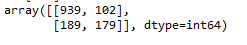 array([[939, 102],
       [189, 179]], dtype=int64)